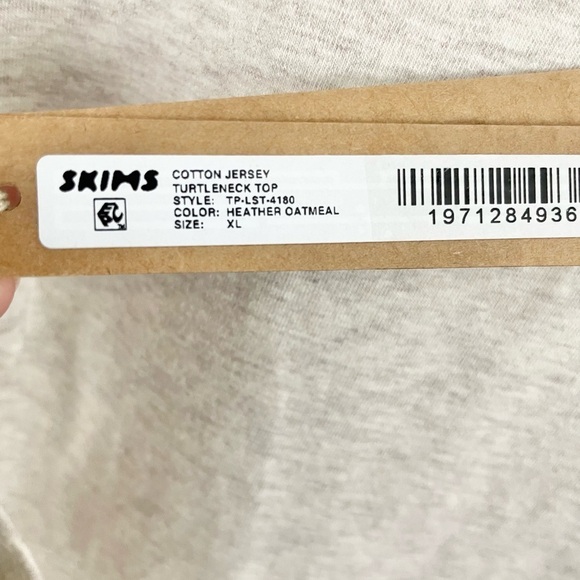 SKIMS
COTTON JERSEY
TURTLENECK TOP
STYLE: TP-LST-4180
COLOR: HEATHER OATMEAL
SIZE: XL
1971284936